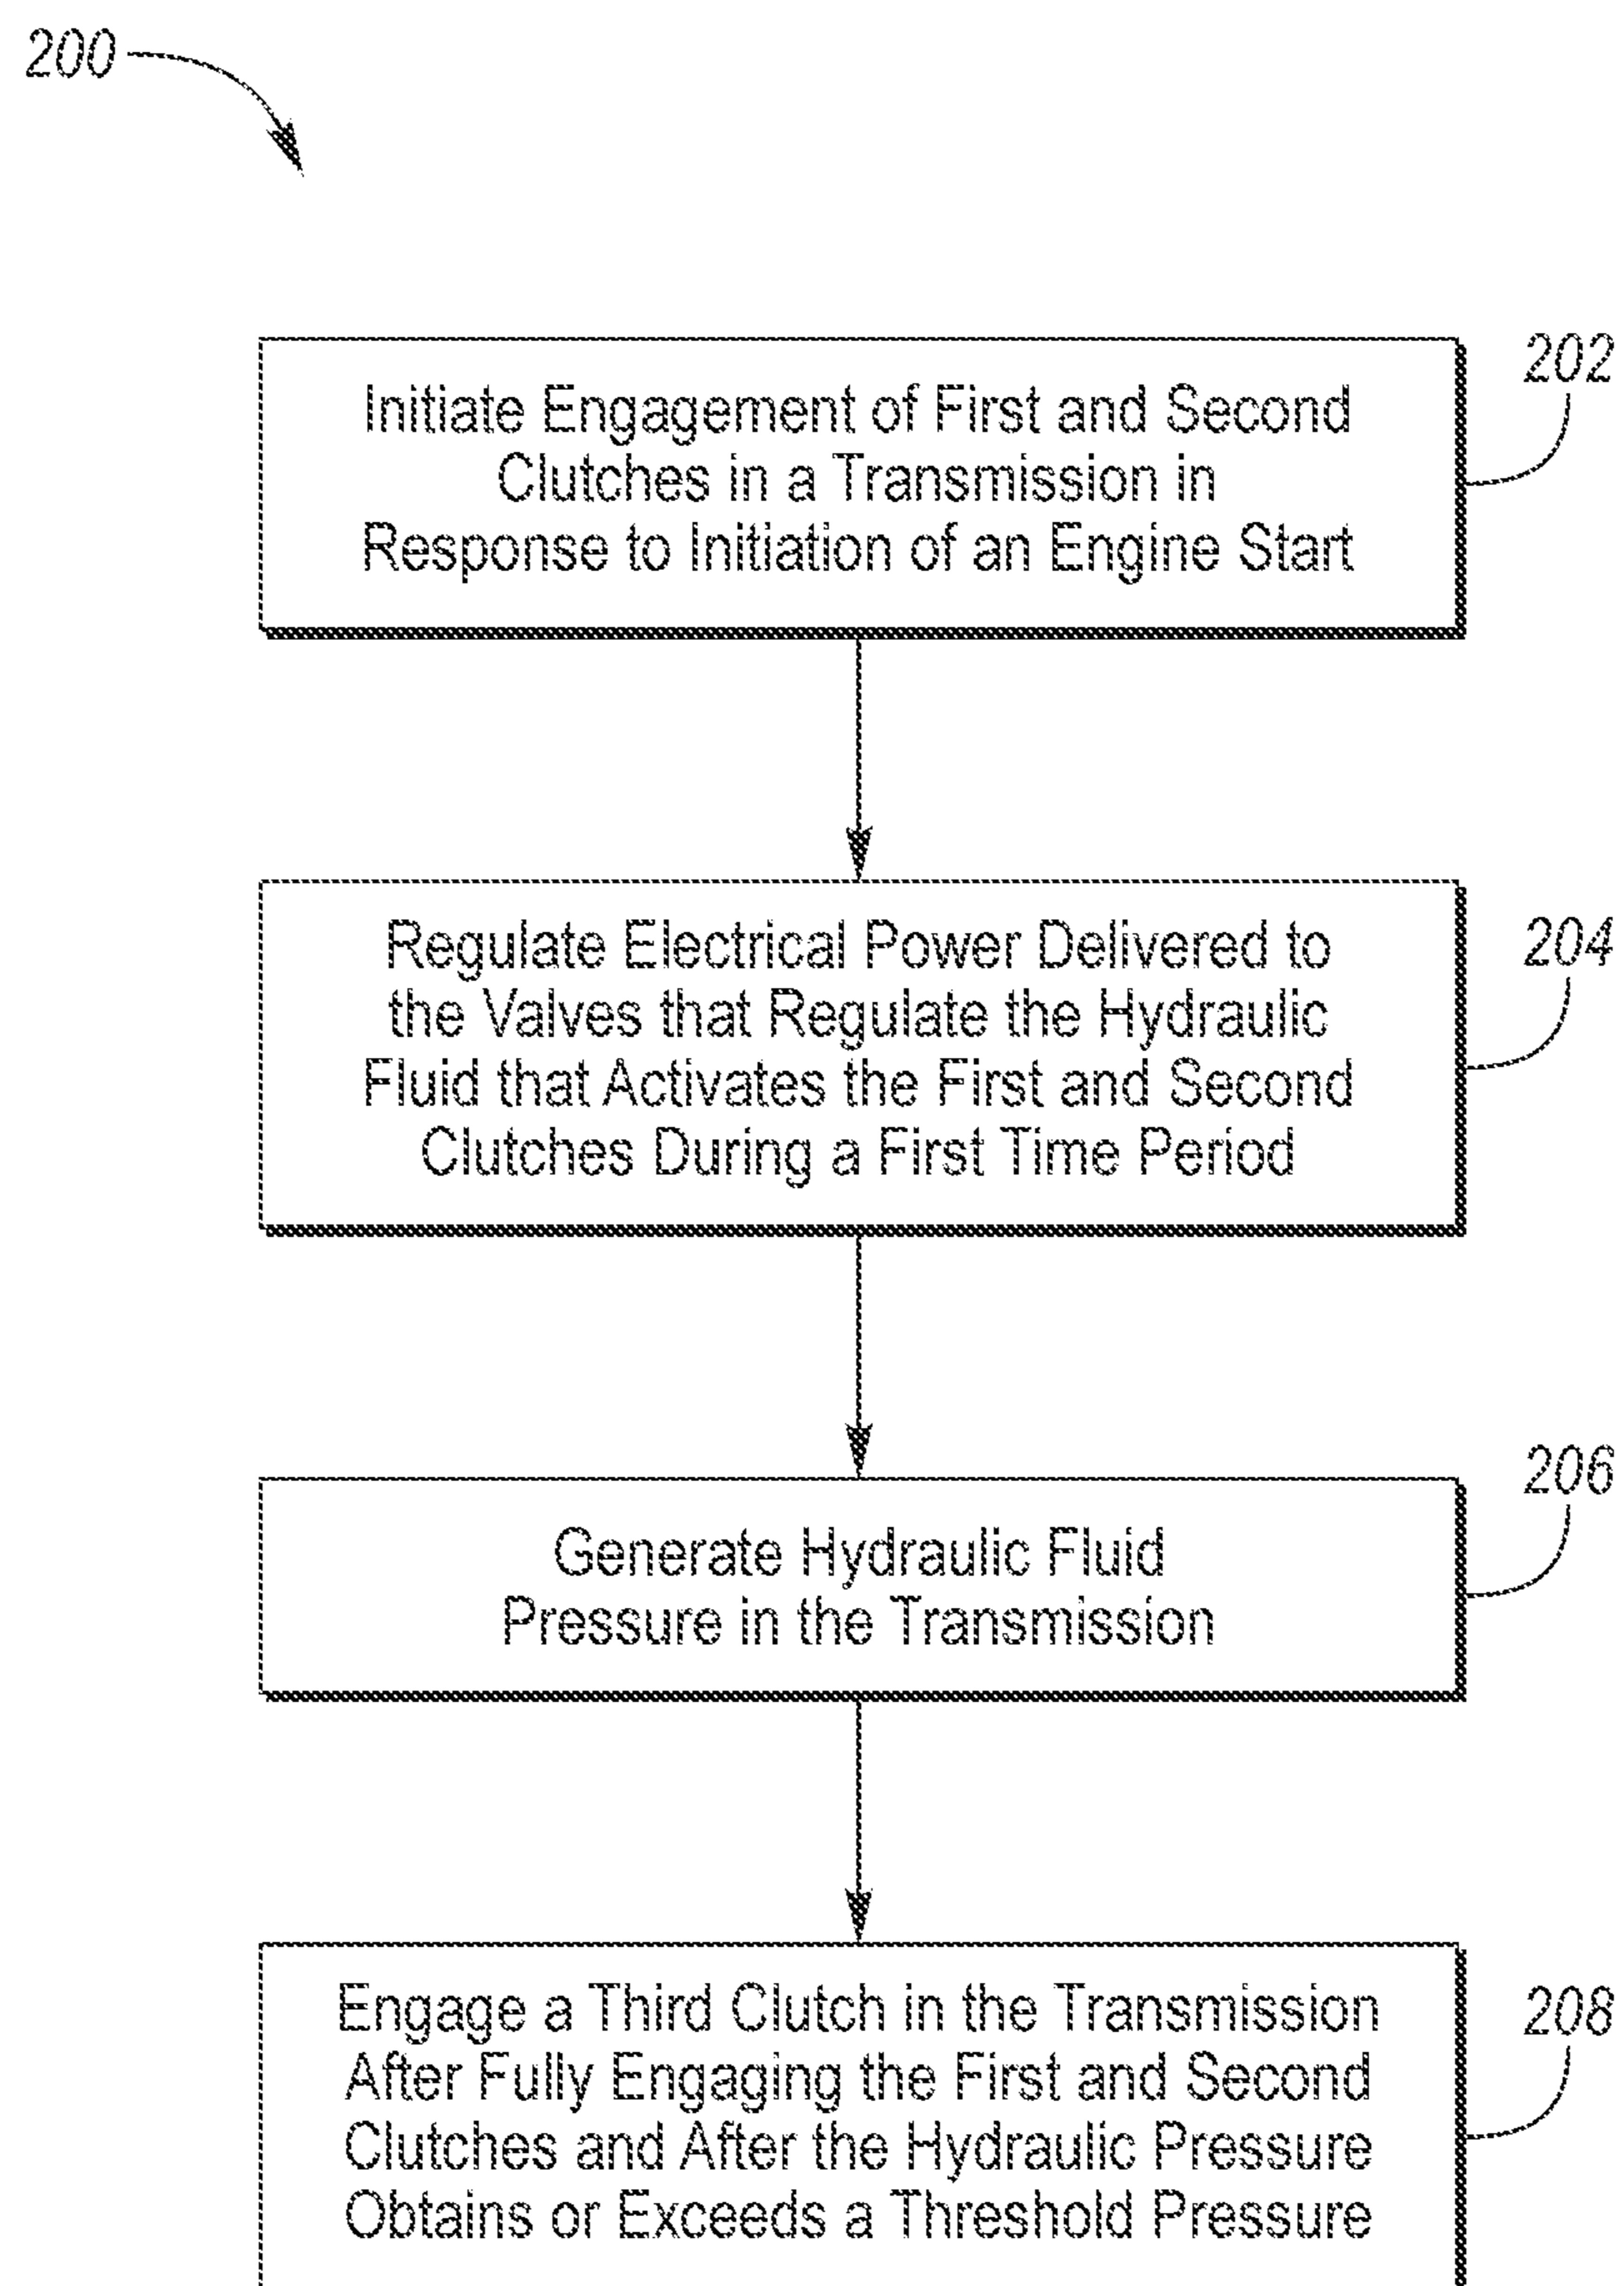 200
202
Initiate Engagement of First and Second
Clutches in a Transmission in
Response to Initiation of an Engine Start
204
Regulate Electrical Power Delivered to
the Valves that Regulate the Hydraulic
Fluid that Activates the First and Second
Clutches During a First Time Period
206
Generate Hydraulic Fluid
Pressure in the Transmission
208
Engage a Third Clutch in the Transmission
After Fully Engaging the First and Second
Clutches and After the Hydraulic Pressure
Obtains or Exceeds a Threshold Pressure